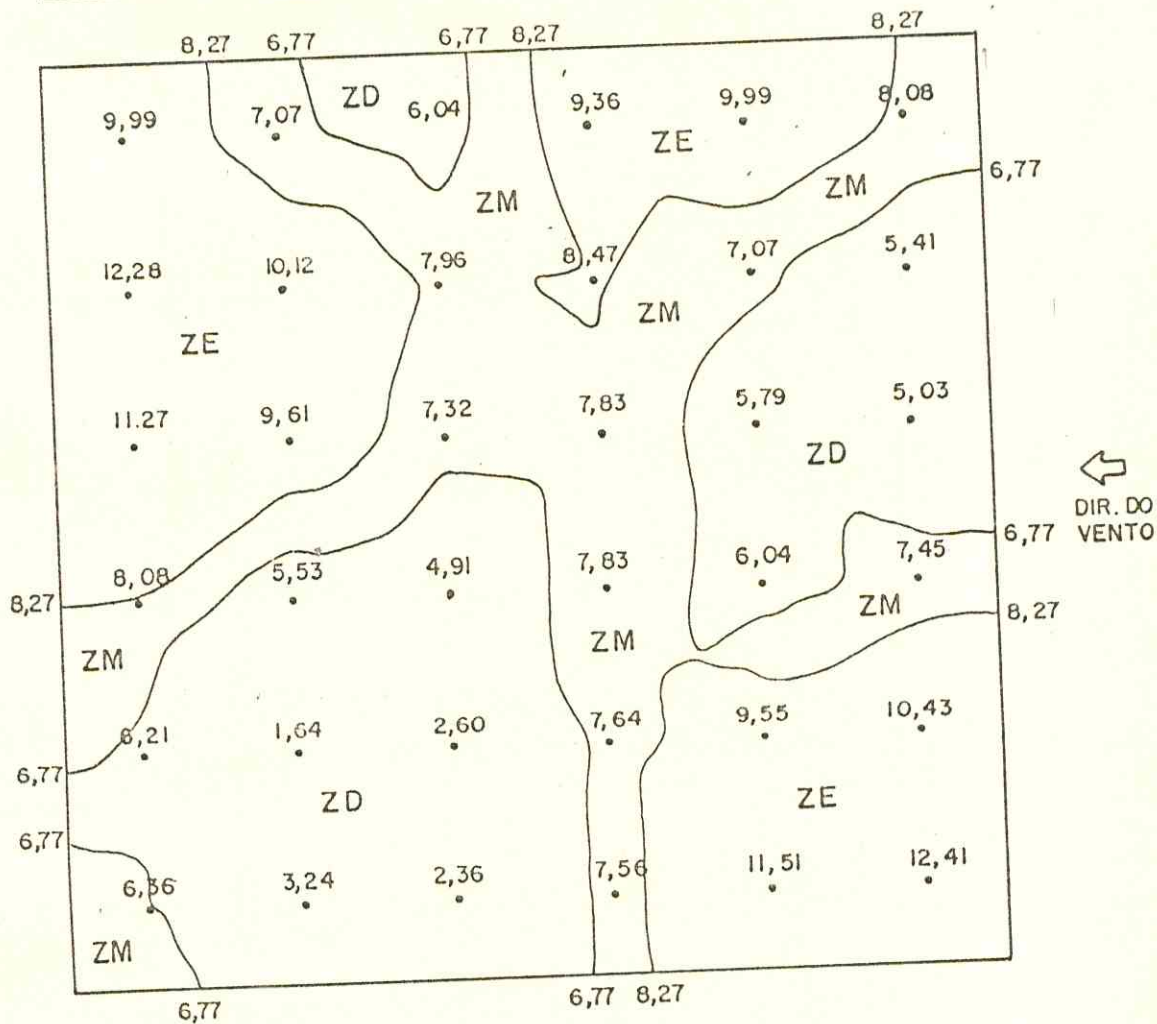 8,27 6,77 6,77 8,27 8,27
9,99 7,07 ZD 6,04 9,36 9,99 8,08
ZE
ZM ZM 6,77
12,28 10,12 7,96 8,47 7,07 5,41
ZE ZM
11.27 9,61 7,32 7,83 5,79 5,03
ZD
DIR. DO
VENTO
8,08 5,53 4,91 7,83 6,04 7,45 6,77
8,27 ZM 8,27
ZM ZM
6,21 1,64 2,60 7,64 9,55 10,43
6,77 ZD ZE
6,77
6,36 3,24 2,36 7,56 11,51 12,41
ZM
6,77 6,77 8,27